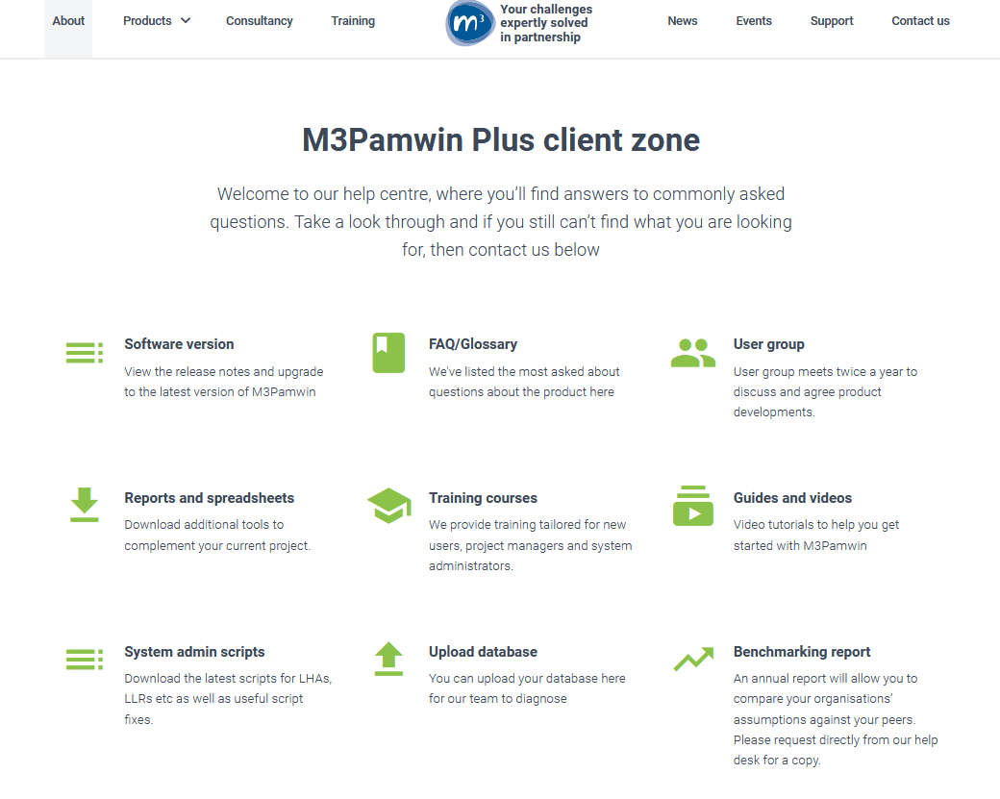 About
Products
Consultancy
Training
m3
Your challenges
expertly solved
in partnership
News
Events
Support
Contact us
M3Pamwin Plus client zone
Welcome to our help centre, where you’ll find answers to commonly asked
questions. Take a look through and if you still can’t find what you are looking
for, then contact us below
Software version
View the release notes and upgrade
to the latest version of M3Pamwin
FAQ/Glossary
We've listed the most asked about
questions about the product here
User group
User group meets twice a year to
discuss and agree product
developments.
Reports and spreadsheets
Download additional tools to
complement your current project.
Training courses
We provide training tailored for new
users, project managers and system
administrators.
Guides and videos
Video tutorials to help you get
started with M3Pamwin
System admin scripts
Download the latest scripts for LHAs,
LLRs etc as well as useful script
fixes.
Upload database
You can upload your database here
for our team to diagnose
Benchmarking report
An annual report will allow you to
compare your organisations’
assumptions against your peers.
Please request directly from our help
desk for a copy.